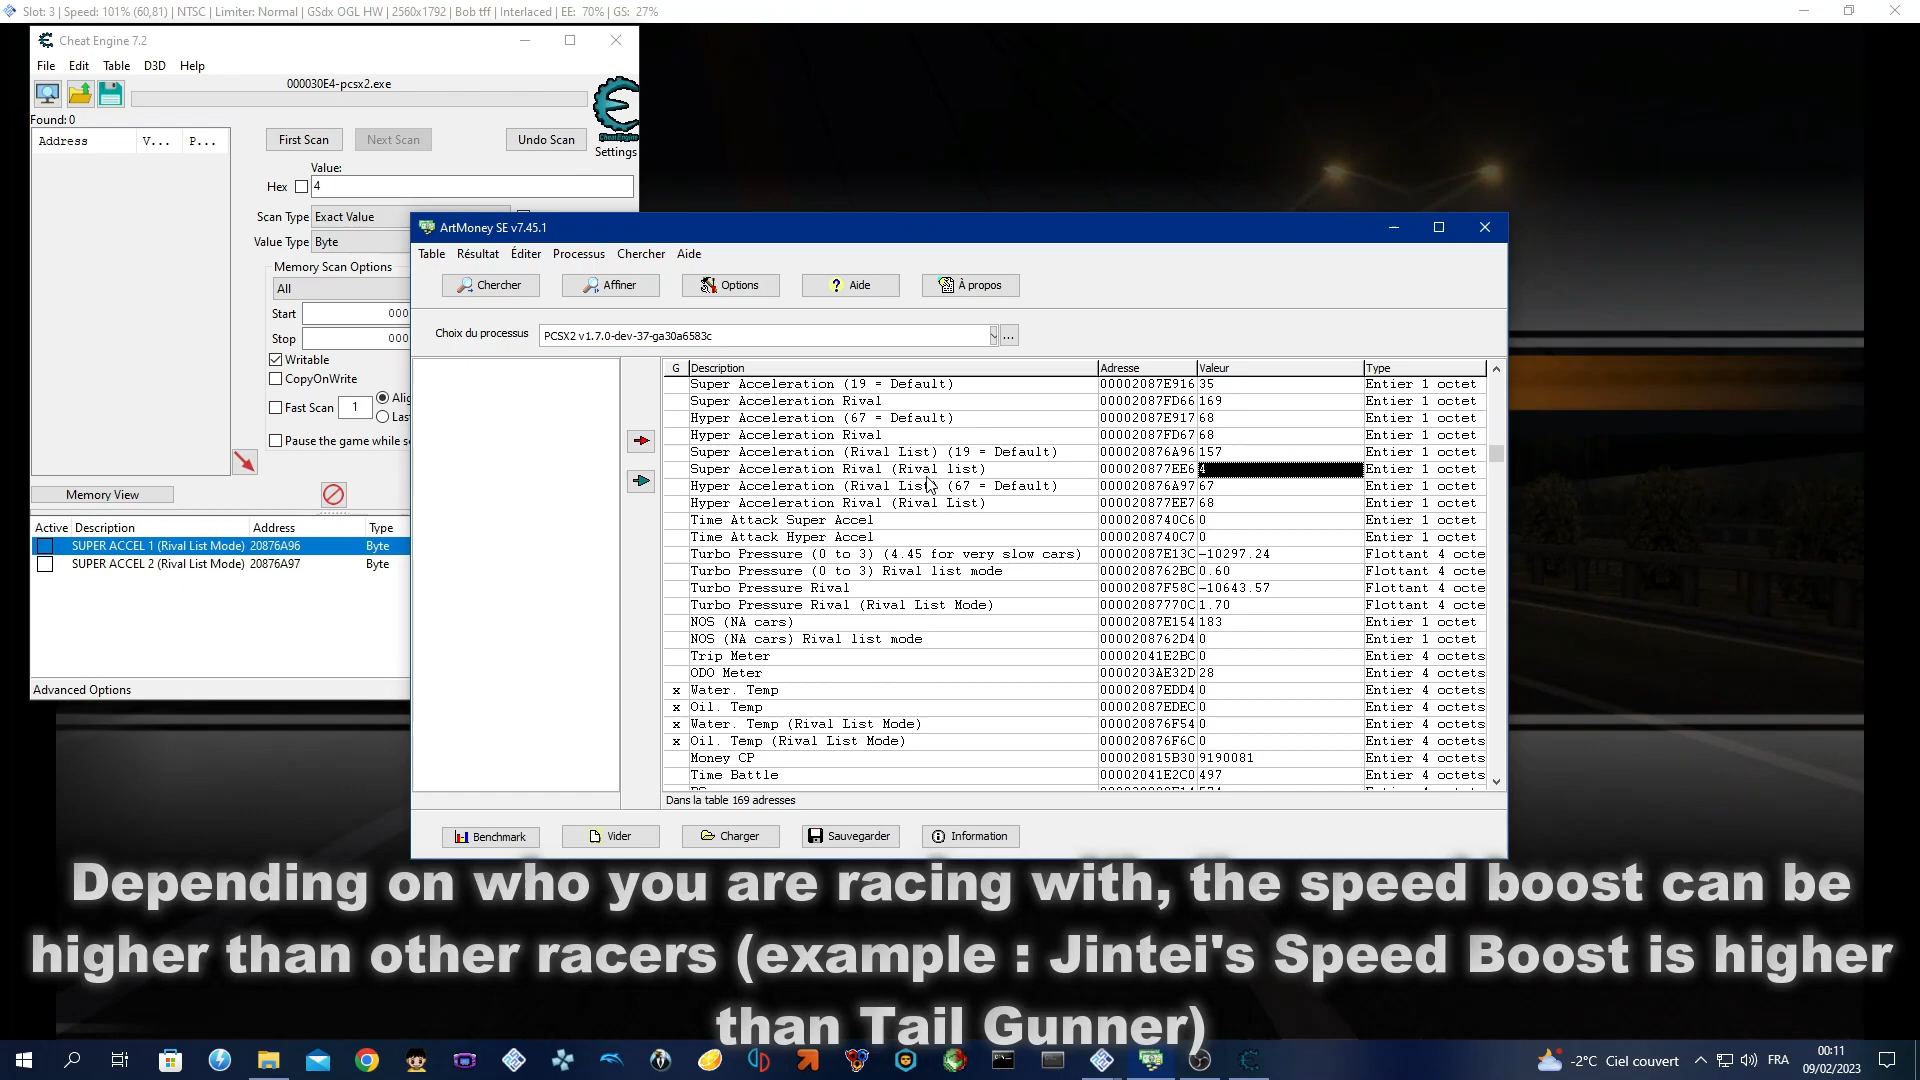 Slot: 3 | Speed: 101% (60,81) | NTSC | Limiter: Normal | GSdx OGL HW | 2560x1792 | Bob tff | Interlaced | EE: 70% | GS: 27%
Cheat Engine 7.2
File Edit Table D3D Help
000030E4-pcsx2.exe
Found: 0
Address V... P...
First Scan Next Scan Undo Scan
Cheat Engine
Settings
Value:
Hex 4
Scan Type Exact Value
Value Type Byte
Memory Scan Options
All
Start 000
Stop 000
Writable
CopyOnWrite
Fast Scan 1 Alig
Las
Pause the game while s
Memory View
Active Description Address Type
SUPER ACCEL 1 (Rival List Mode) 20876A96 Byte
SUPER ACCEL 2 (Rival List Mode) 20876A97 Byte
Advanced Options
ArtMoney SE v7.45.1
Table Résultat Éditer Processus Chercher Aide
Chercher Affiner Options Aide À propos
Choix du processus PCSX2 v1.7.0-dev-37-ga30a6583c ...
G Description Adresse Valeur Type
Super Acceleration (19 = Default) 00002087E916 35 Entier 1 octet
Super Acceleration Rival 00002087FD66 169 Entier 1 octet
Hyper Acceleration (67 = Default) 00002087E917 68 Entier 1 octet
Hyper Acceleration Rival 00002087FD67 68 Entier 1 octet
Super Acceleration (Rival List) (19 = Default) 000020876A96 157 Entier 1 octet
Super Acceleration Rival (Rival list) 000020877EE6 4 Entier 1 octet
Hyper Acceleration (Rival List) (67 = Default) 000020876A97 67 Entier 1 octet
Hyper Acceleration Rival (Rival List) 000020877EE7 68 Entier 1 octet
Time Attack Super Accel 0000208740C6 0 Entier 1 octet
Time Attack Hyper Accel 0000208740C7 0 Entier 1 octet
Turbo Pressure (0 to 3) (4.45 for very slow cars) 00002087E13C -10297.24 Flottant 4 octe
Turbo Pressure (0 to 3) Rival list mode 0000208762BC 0.60 Flottant 4 octe
Turbo Pressure Rival 00002087F58C -10643.57 Flottant 4 octe
Turbo Pressure Rival (Rival List Mode) 00002087770C 1.70 Flottant 4 octe
NOS (NA cars) 00002087E154 183 Entier 1 octet
NOS (NA cars) Rival list mode 0000208762D4 0 Entier 1 octet
Trip Meter 00002041E2BC 0 Entier 4 octets
ODO Meter 0000203AE32D 28 Entier 4 octets
x Water. Temp 00002087EDD4 0 Entier 4 octets
x Oil. Temp 00002087EDEC 0 Entier 4 octets
x Water. Temp (Rival List Mode) 000020876F54 0 Entier 4 octets
x Oil. Temp (Rival List Mode) 000020876F6C 0 Entier 4 octets
Money CP 000020815B30 9190081 Entier 4 octets
Time Battle 00002041E2C0 497 Entier 4 octets
Dans la table 169 adresses
Benchmark Vider Charger Sauvegarder Information
Depending on who you are racing with, the speed boost can be
higher than other racers (example : Jintei's Speed Boost is higher
than Tail Gunner)
-2°C Ciel couvert FRA 00:11
09/02/2023